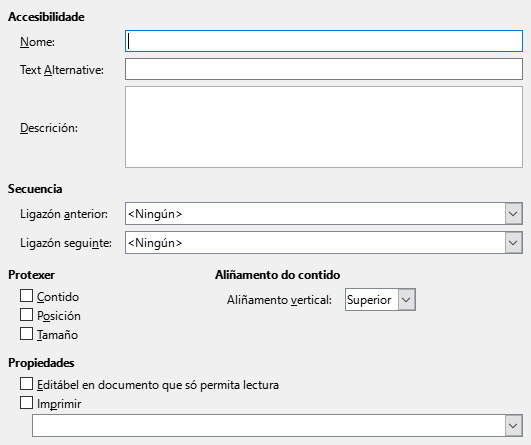 Accesibilidade
Nome:
Text Alternative:
Descrición:
Secuencia
Ligazón anterior: <Ningún>
Ligazón seguinte: <Ningún>
Protexer Aliñamento do contido
Contido Aliñamento vertical: Superior
Posición
Tamaño
Propiedades
Editábel en documento que só permita lectura
Imprimir